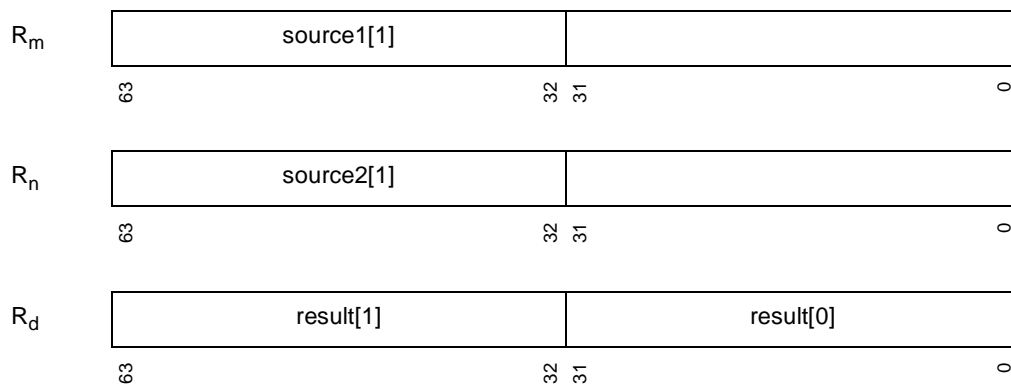 Rm source1[1]
63 32 31 0
Rn source2[1]
63 32 31 0
Rd result[1] result[0]
63 32 31 0